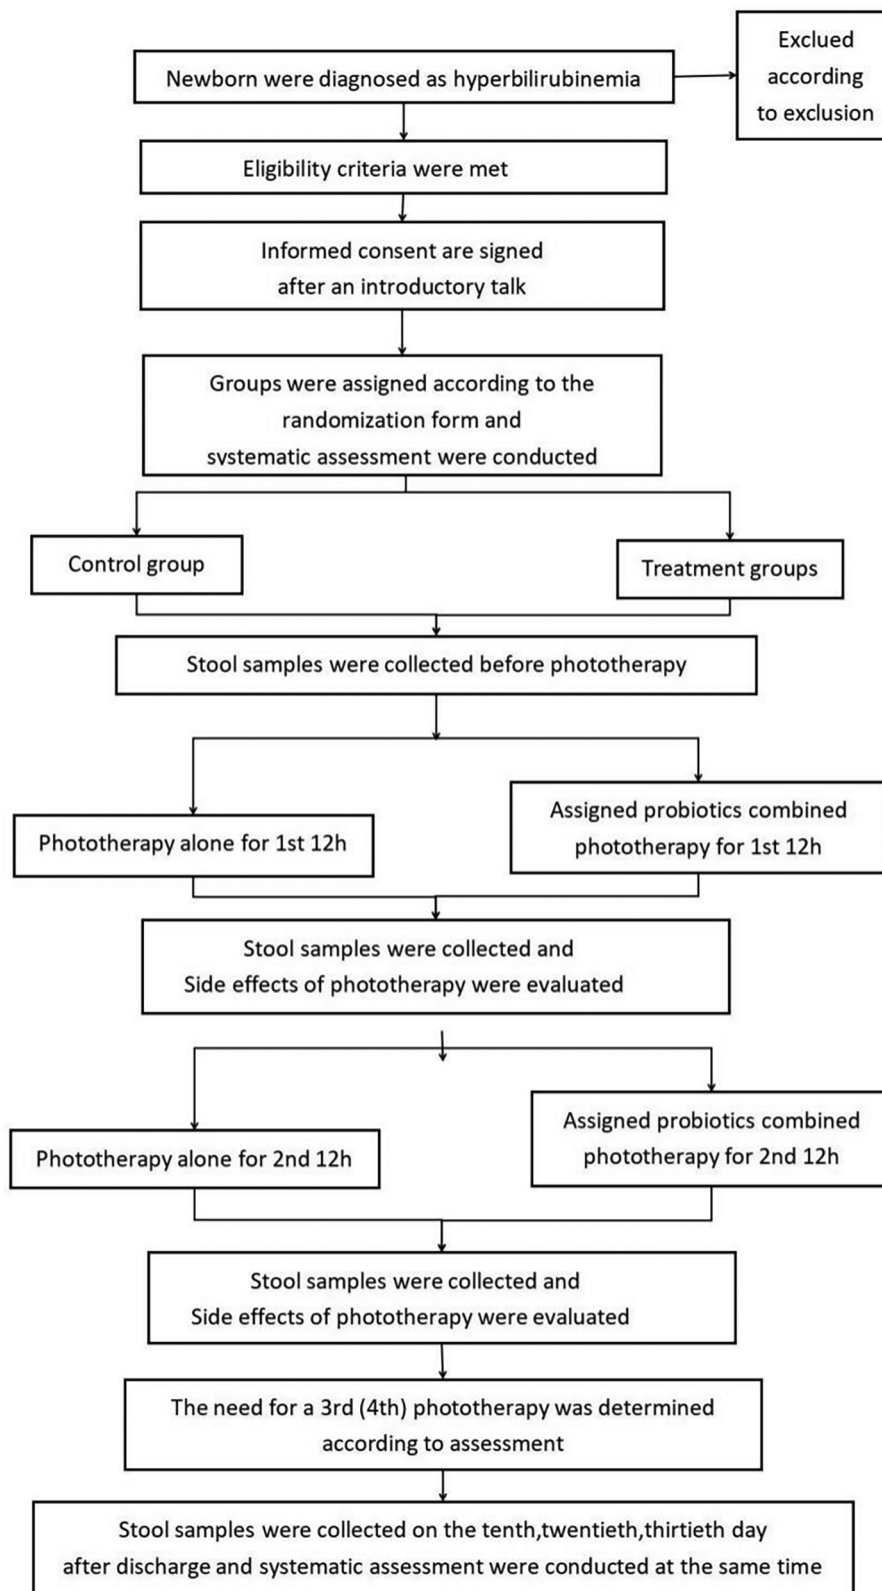 Exclued
according
to exclusion
Newborn were diagnosed as hyperbilirubinemia
Eligibility criteria were met
Informed consent are signed
after an introductory talk
Groups were assigned according to the
randomization form and
systematic assessment were conducted
Control group
Treatment groups
Stool samples were collected before phototherapy
Phototherapy alone for 1st 12h
Assigned probiotics combined
phototherapy for 1st 12h
Stool samples were collected and
Side effects of phototherapy were evaluated
Phototherapy alone for 2nd 12h
Assigned probiotics combined
phototherapy for 2nd 12h
Stool samples were collected and
Side effects of phototherapy were evaluated
The need for a 3rd (4th) phototherapy was determined
according to assessment
Stool samples were collected on the tenth,twentieth,thirtieth day
after discharge and systematic assessment were conducted at the same time